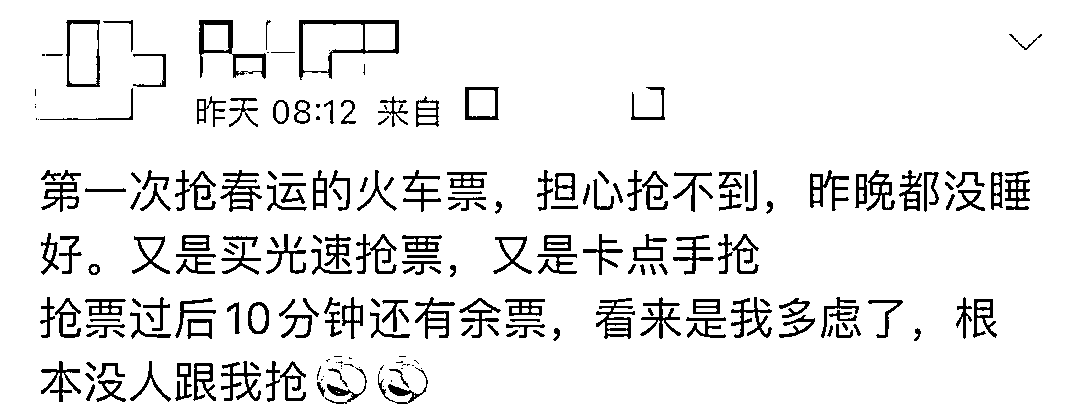 昨天 08:12 来自
第一次抢春运的火车票，担心抢不到，昨晚都没睡
好。又是买光速抢票，又是卡点手抢
抢票过后10分钟还有余票，看来是我多虑了，根
本没人跟我抢